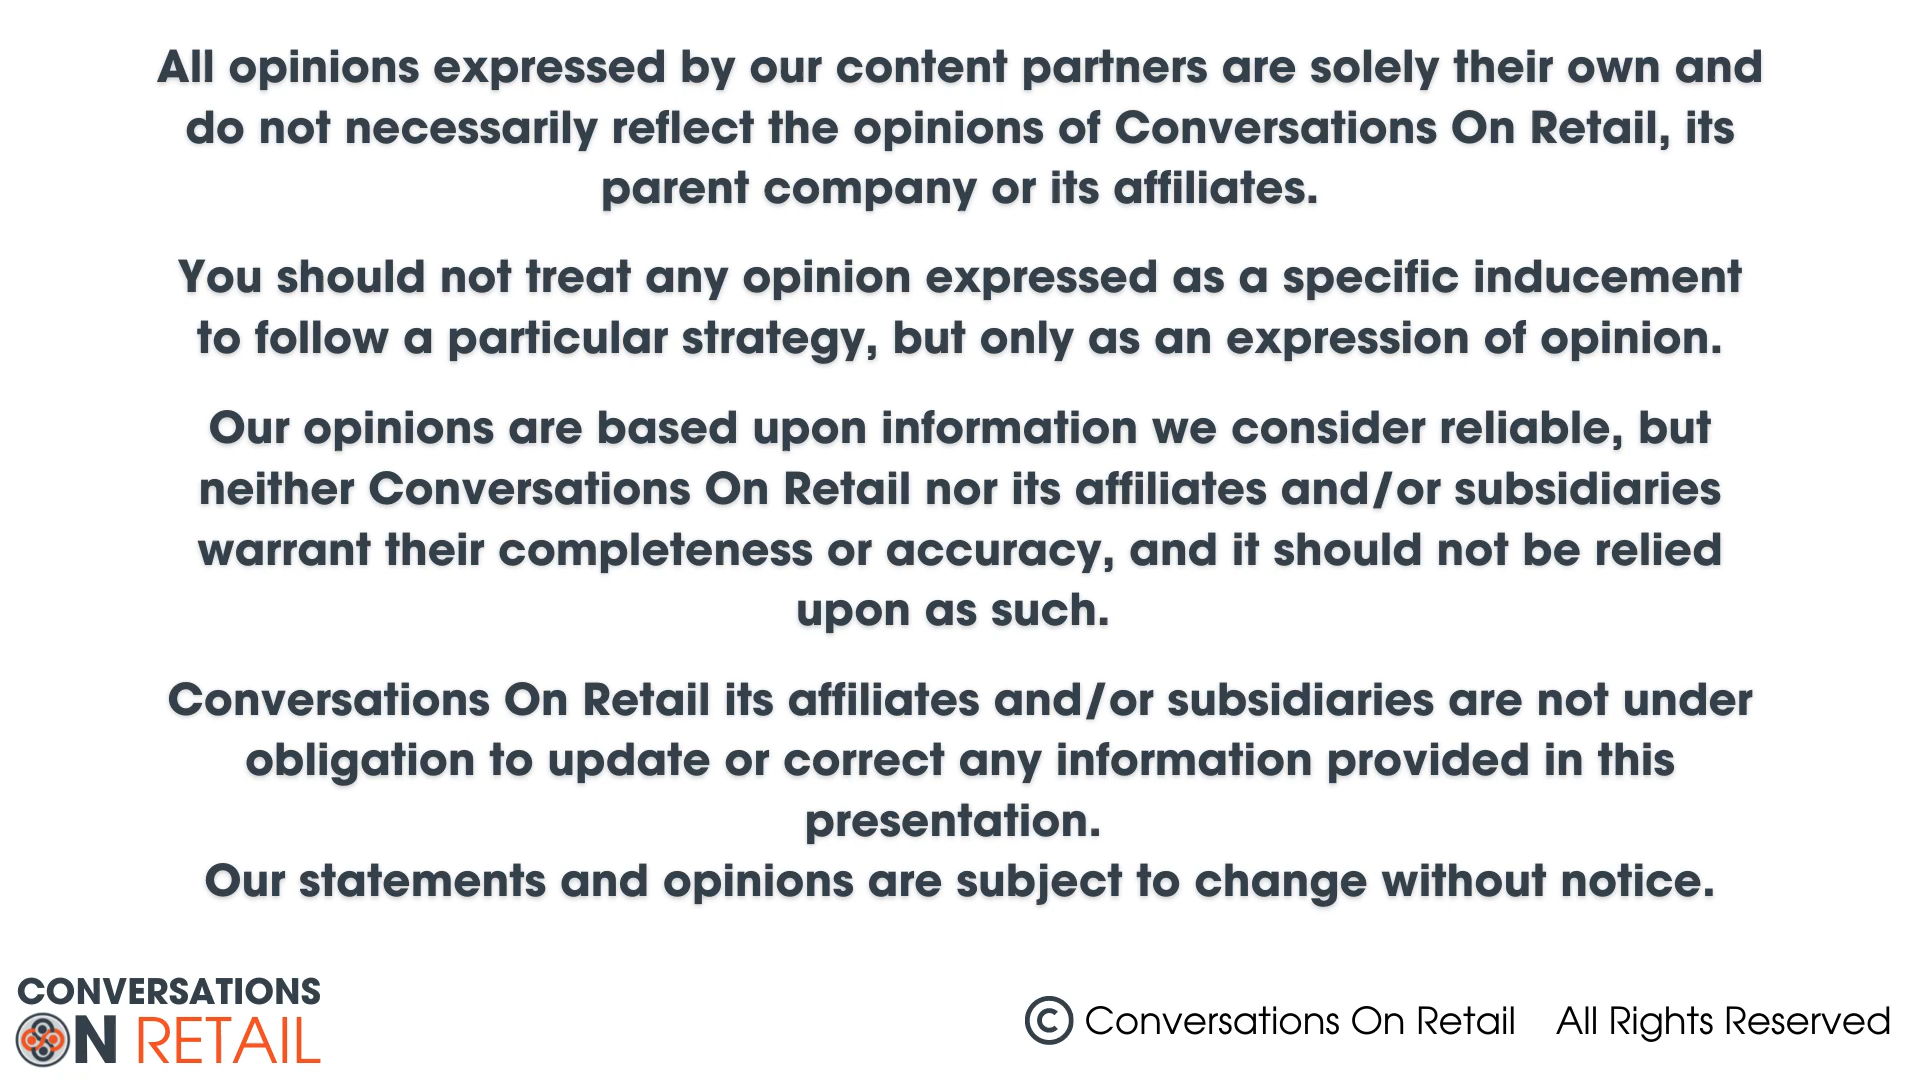 All opinions expressed by our content partners are solely their own and
do not necessarily reflect the opinions of Conversations On Retail, its
parent company or its affiliates.
You should not treat any opinion expressed as a specific inducement
to follow a particular strategy, but only as an expression of opinion.
Our opinions are based upon information we consider reliable, but
neither Conversations On Retail nor its affiliates and/or subsidiaries
warrant their completeness or accuracy, and it should not be relied
upon as such.
Conversations On Retail its affiliates and/or subsidiaries are not under
obligation to update or correct any information provided in this
presentation.
Our statements and opinions are subject to change without notice.
CONVERSATIONS
ON RETAIL
© Conversations On Retail All Rights Reserved